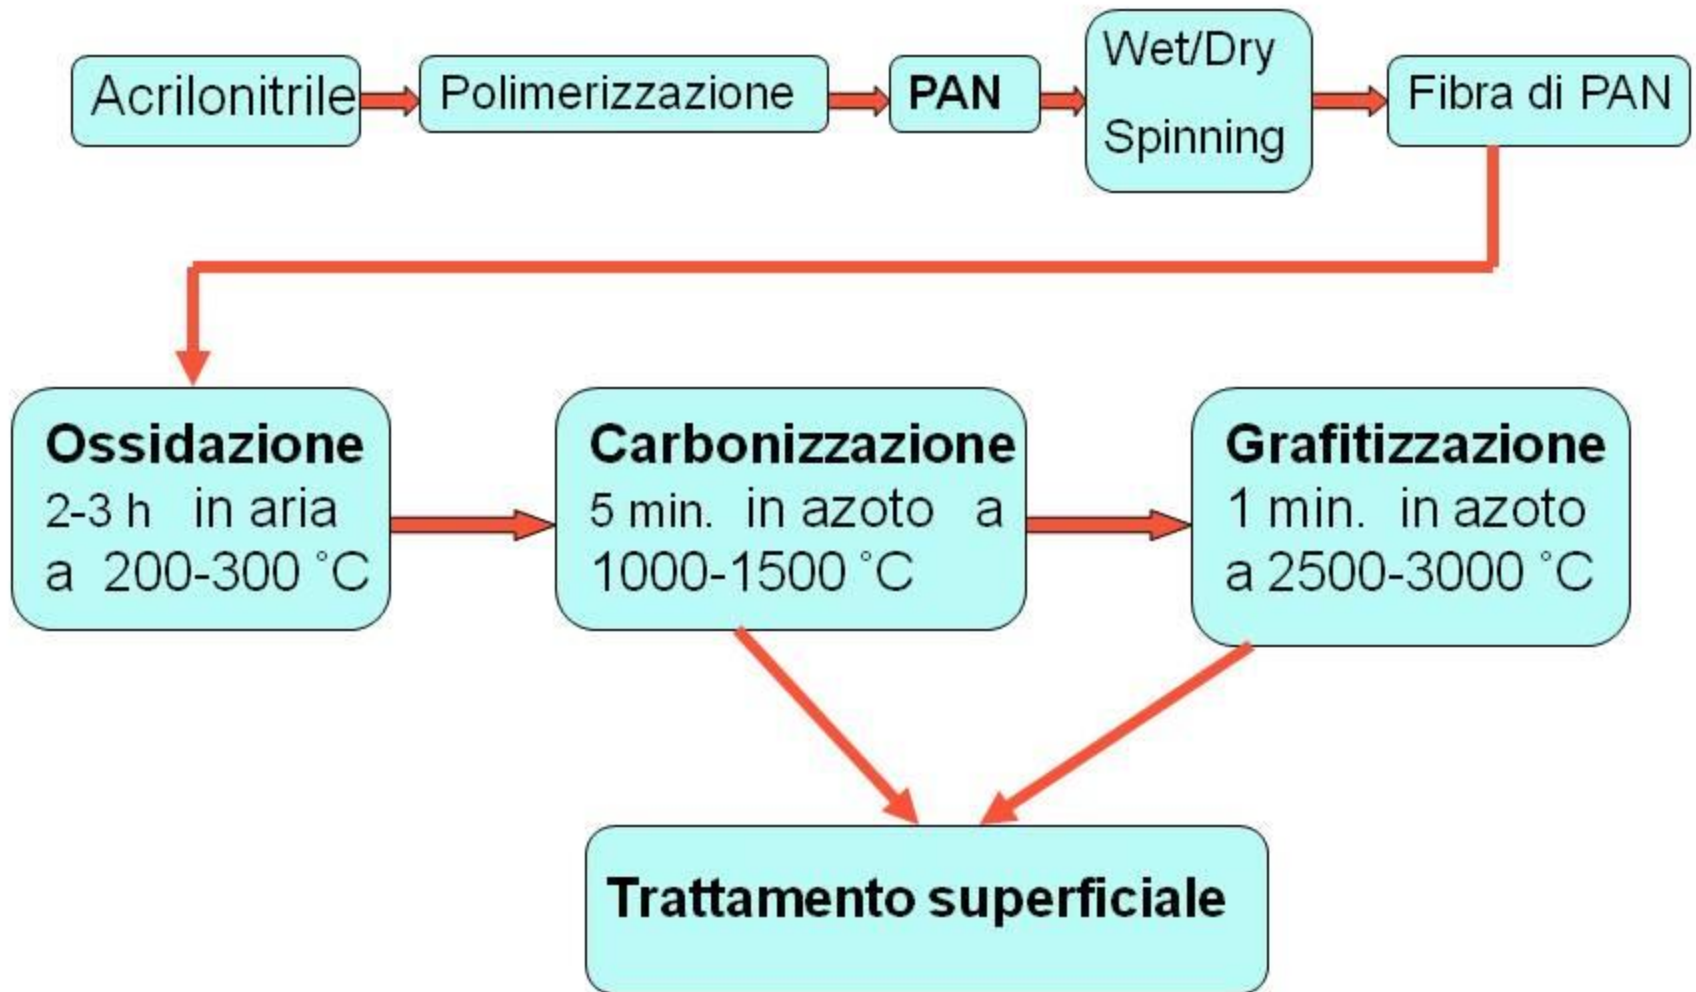 Acrilonitrile
Polimerizzazione
PAN
Wet/Dry
Spinning
Fibra di PAN
Ossidazione
2-3 h in aria
a 200-300 °C
Carbonizzazione
5 min. in azoto a
1000-1500 °C
Grafitizzazione
1 min. in azoto
a 2500-3000 °C
Trattamento superficiale